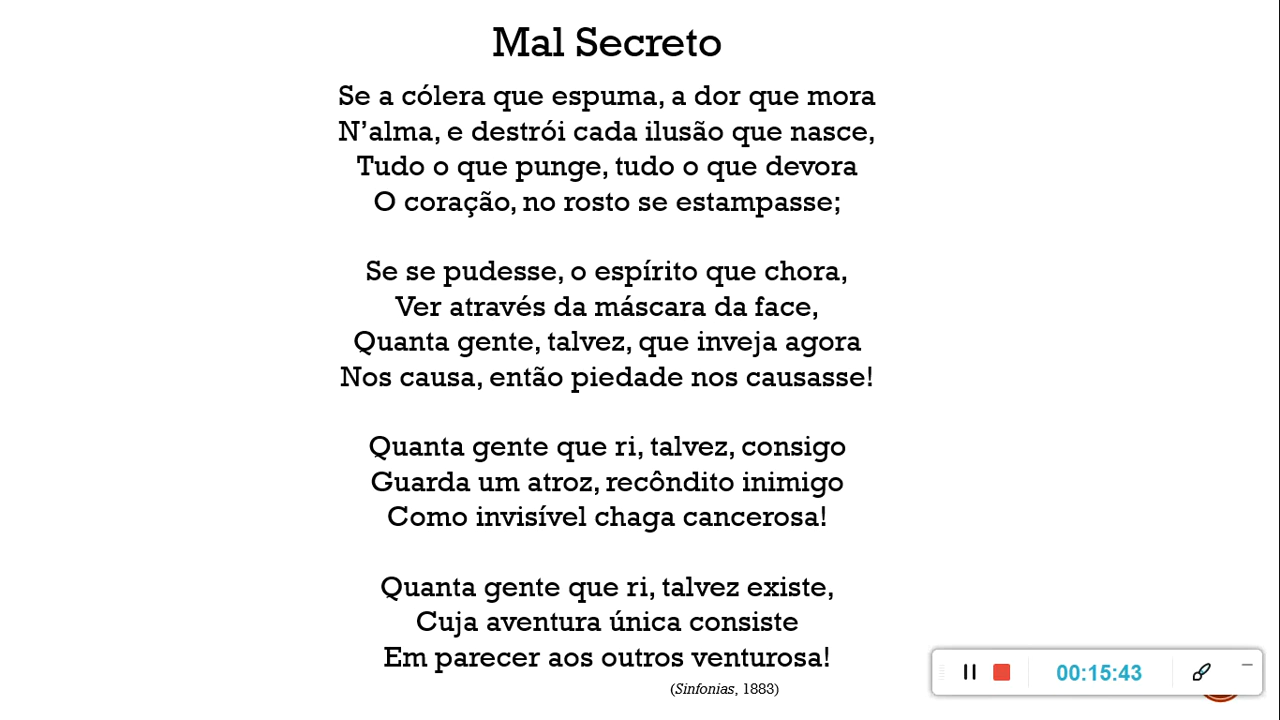 Mal Secreto
Se a cólera que espuma, a dor que mora
N’alma, e destrói cada ilusão que nasce,
Tudo o que punge, tudo o que devora
O coração, no rosto se estampasse;
Se se pudesse, o espírito que chora,
Ver através da máscara da face,
Quanta gente, talvez, que inveja agora
Nos causa, então piedade nos causasse!
Quanta gente que ri, talvez, consigo
Guarda um atroz, recôndito inimigo
Como invisível chaga cancerosa!
Quanta gente que ri, talvez existe,
Cuja aventura única consiste
Em parecer aos outros venturosa!
(Sinfonias, 1883)
00:15:43